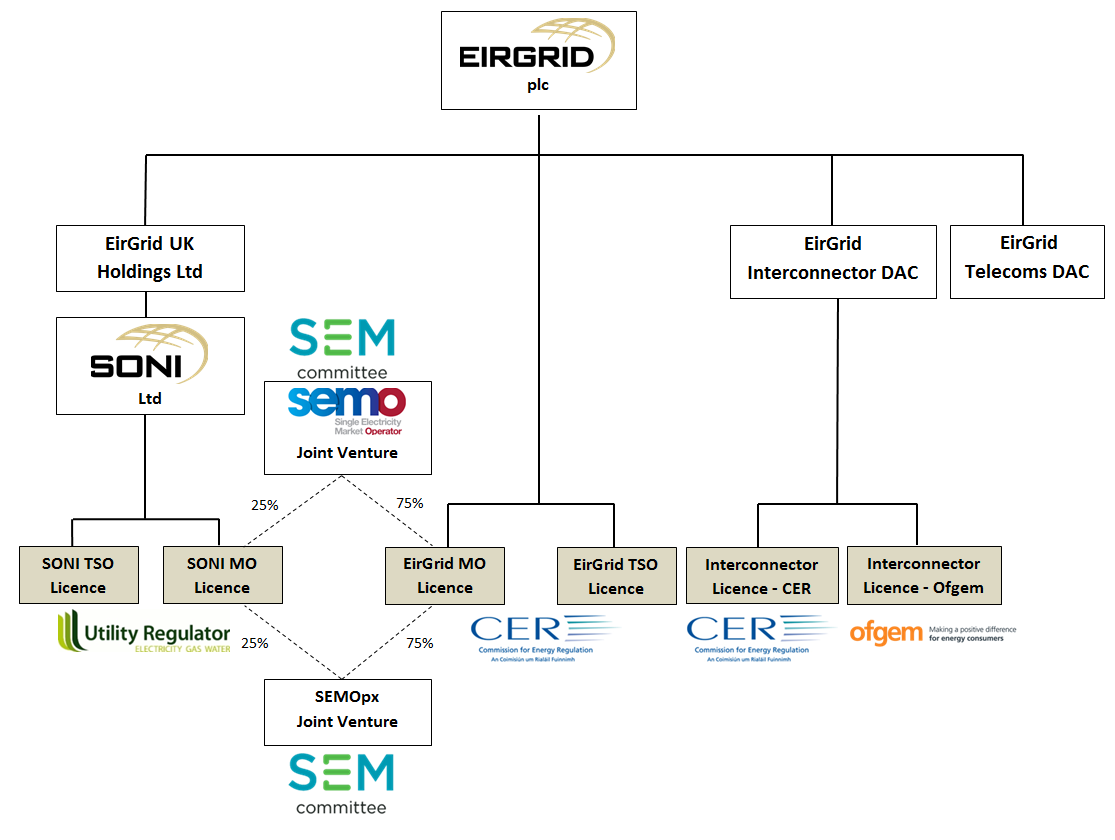 EIRGRID
plc
EirGrid UK
Holdings Ltd
EirGrid
Interconnector DAC
EirGrid
Telecoms DAC
SONI
Ltd
SEM
committee
semo
Single Electricity
Market Operator
Joint Venture
25%
75%
SONI TSO
Licence
SONI MO
Licence
EirGrid MO
Licence
EirGrid TSO
Licence
Interconnector
Licence - CER
Interconnector
Licence - Ofgem
Utility Regulator
ELECTRICITY GAS WATER
25%
75%
CER
Commission for Energy Regulation
An Coimisiún um Rialáil Fuinnimh
CER
Commission for Energy Regulation
An Coimisiún um Rialáil Fuinnimh
ofgem
Making a positive difference
for energy consumers
SEMOpx
Joint Venture
SEM
committee